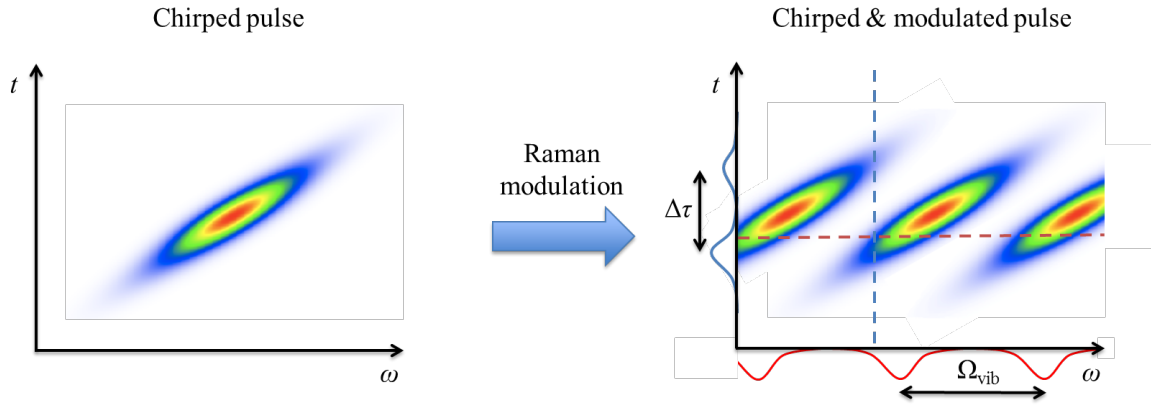 Chirped pulse
t
ω
Raman
modulation
Chirped & modulated pulse
t
Δτ
Ω_vib
ω